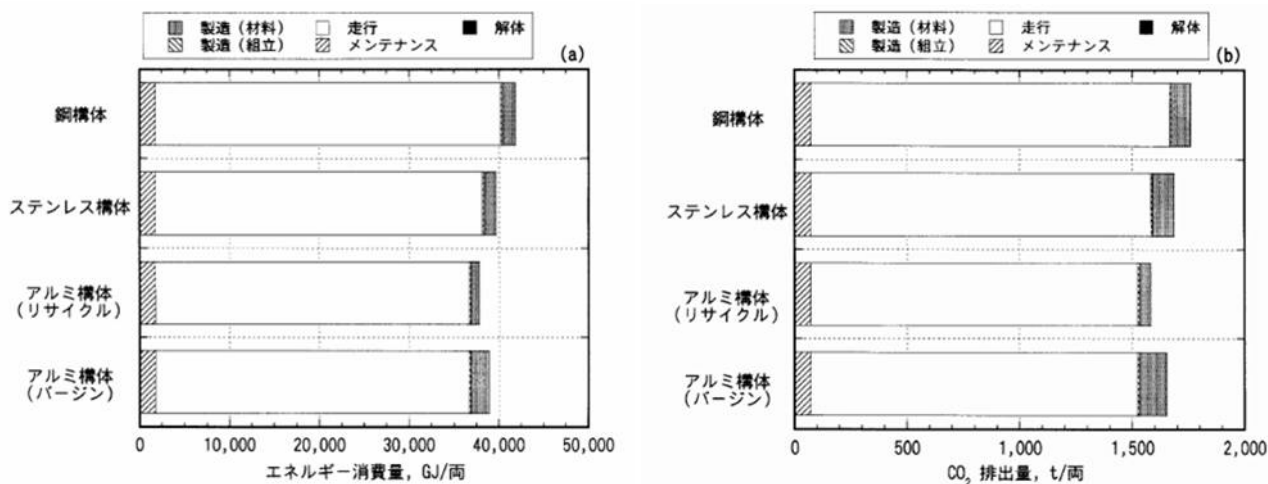 製造（材料） 走行 解体
製造（組立） メンテナンス
(a)
鋼構体
ステンレス構体
アルミ構体
（リサイクル）
アルミ構体
（バージン）
0 10,000 20,000 30,000 40,000 50,000
エネルギー消費量, GJ/両
製造（材料） 走行 解体
製造（組立） メンテナンス
(b)
鋼構体
ステンレス構体
アルミ構体
（リサイクル）
アルミ構体
（バージン）
0 500 1,000 1,500 2,000
CO₂ 排出量, t/両